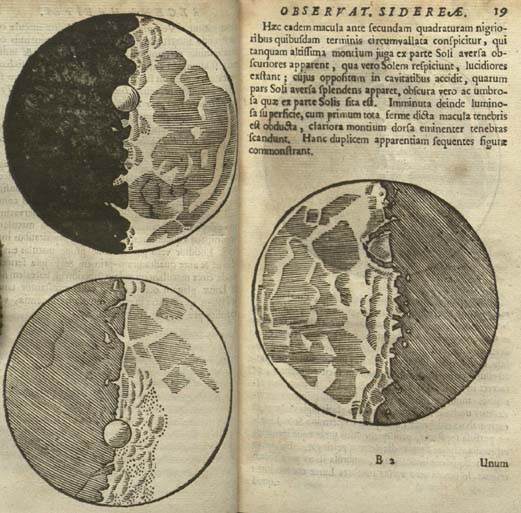 OBSERVAT. SIDEREÆ. 19
Hæc eadem macula ante secundam quadraturam nigrio-
ribus quibusdam terminis circumvallata conspicitur, qui
tanquam altissima montium juga ex parte Soli aversa ob-
scuriores apparent, qua vero Solem respiciunt, lucidiores
exstant; cujus oppositum in cavitatibus accidit, quarum
pars Soli aversa splendens apparet, obscura vero ac umbro-
sa quæ ex parte Solis sita est. Imminuta deinde lumino-
sa superficie, cum primum tota ferme dicta macula tenebris
est obducta, clariora montium dorsa eminenter tenebras
scandunt. Hanc duplicem apparentiam sequentes figuræ
commonstrant.
B 2 Unum